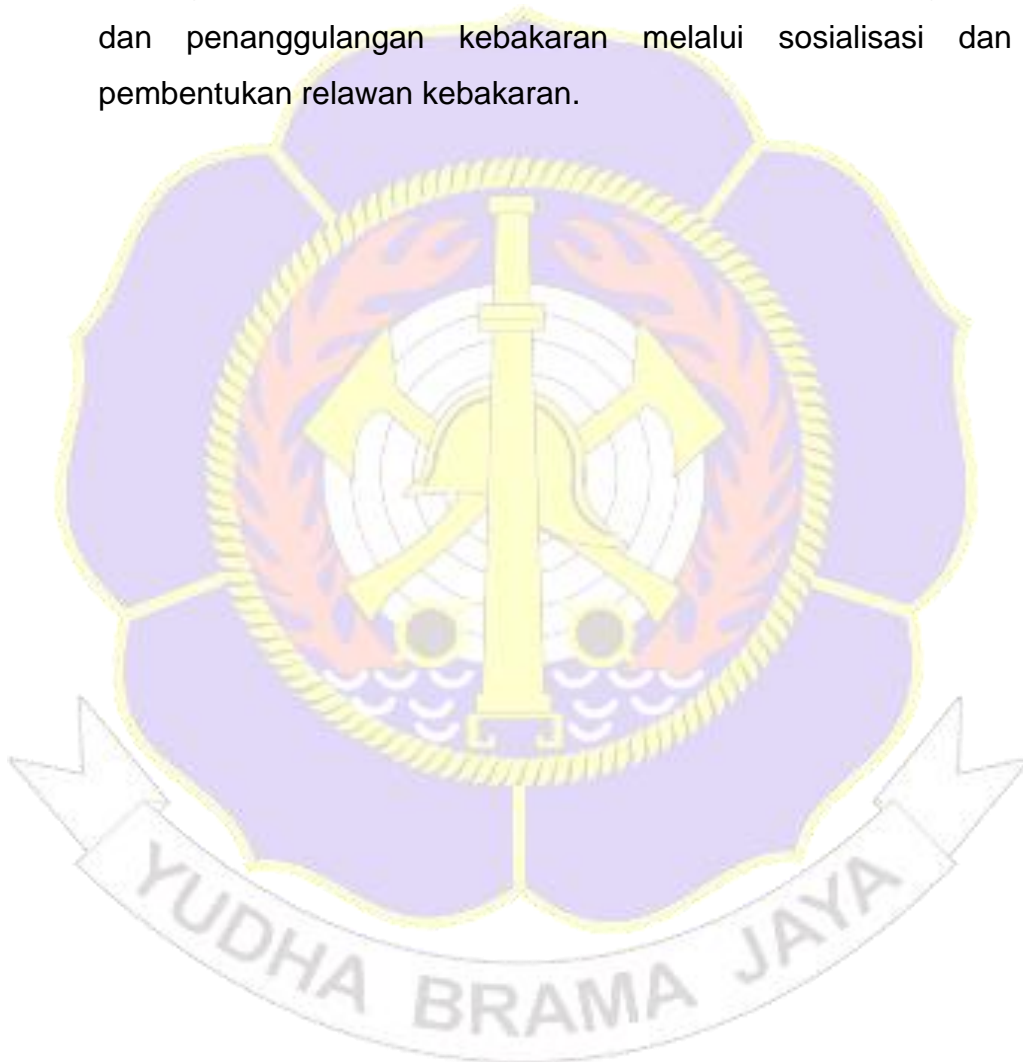 dan penanggulangan kebakaran melalui sosialisasi dan
pembentukan relawan kebakaran.
YUDHA BRAMA JAYA